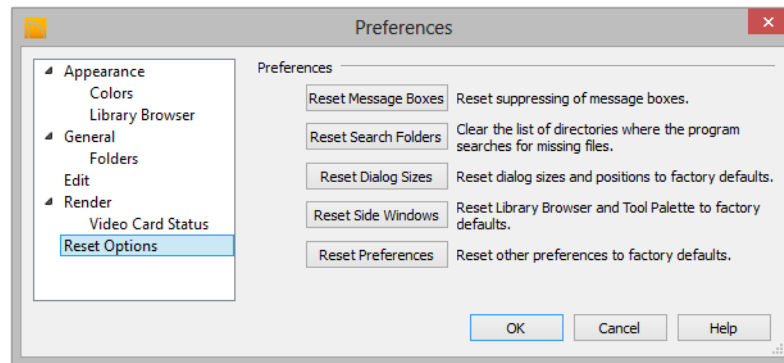 Preferences
Appearance
Colors
Library Browser
General
Folders
Edit
Render
Video Card Status
Reset Options
Preferences
Reset Message Boxes Reset suppressing of message boxes.
Reset Search Folders Clear the list of directories where the program
searches for missing files.
Reset Dialog Sizes Reset dialog sizes and positions to factory defaults.
Reset Side Windows Reset Library Browser and Tool Palette to factory
defaults.
Reset Preferences Reset other preferences to factory defaults.
OK Cancel Help